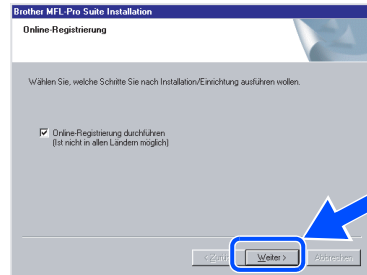 Brother MFL-Pro Suite Installation
Online-Registrierung
Wählen Sie, welche Schritte Sie nach Installation/Einrichtung ausführen wollen.
Online-Registrierung durchführen
(Ist nicht in allen Ländern möglich)
Weiter >
Abbrechen